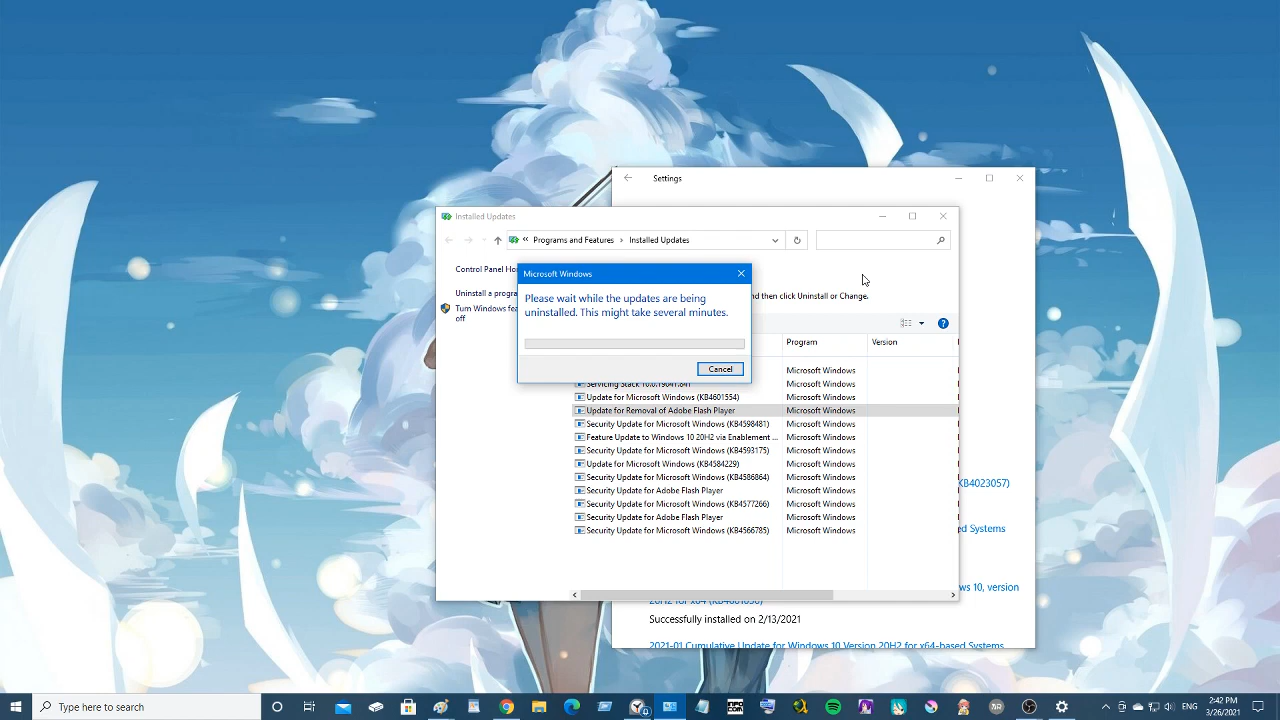 Settings
Installed Updates
« Programs and Features › Installed Updates
Control Panel Ho
Uninstall a progra
Turn Windows fea
off
nd then click Uninstall or Change.
Microsoft Windows
Please wait while the updates are being
uninstalled. This might take several minutes.
Cancel
Program Version
Microsoft Windows
Servicing Stack 10.0.19041.841 Microsoft Windows
Update for Microsoft Windows (KB4601554) Microsoft Windows
Update for Removal of Adobe Flash Player Microsoft Windows
Security Update for Microsoft Windows (KB4598481) Microsoft Windows
Feature Update to Windows 10 20H2 via Enablement ... Microsoft Windows
Security Update for Microsoft Windows (KB4593175) Microsoft Windows
Update for Microsoft Windows (KB4584229) Microsoft Windows
Security Update for Microsoft Windows (KB4586864) Microsoft Windows
Security Update for Adobe Flash Player Microsoft Windows
Security Update for Microsoft Windows (KB4577266) Microsoft Windows
Security Update for Adobe Flash Player Microsoft Windows
Security Update for Microsoft Windows (KB4566785) Microsoft Windows
KB4023057)
ed Systems
ws 10, version
Successfully installed on 2/13/2021
2021-01 Cumulative Update for Windows 10 Version 20H2 for x64-based Systems
Type here to search
ENG
2:42 PM
3/26/2021